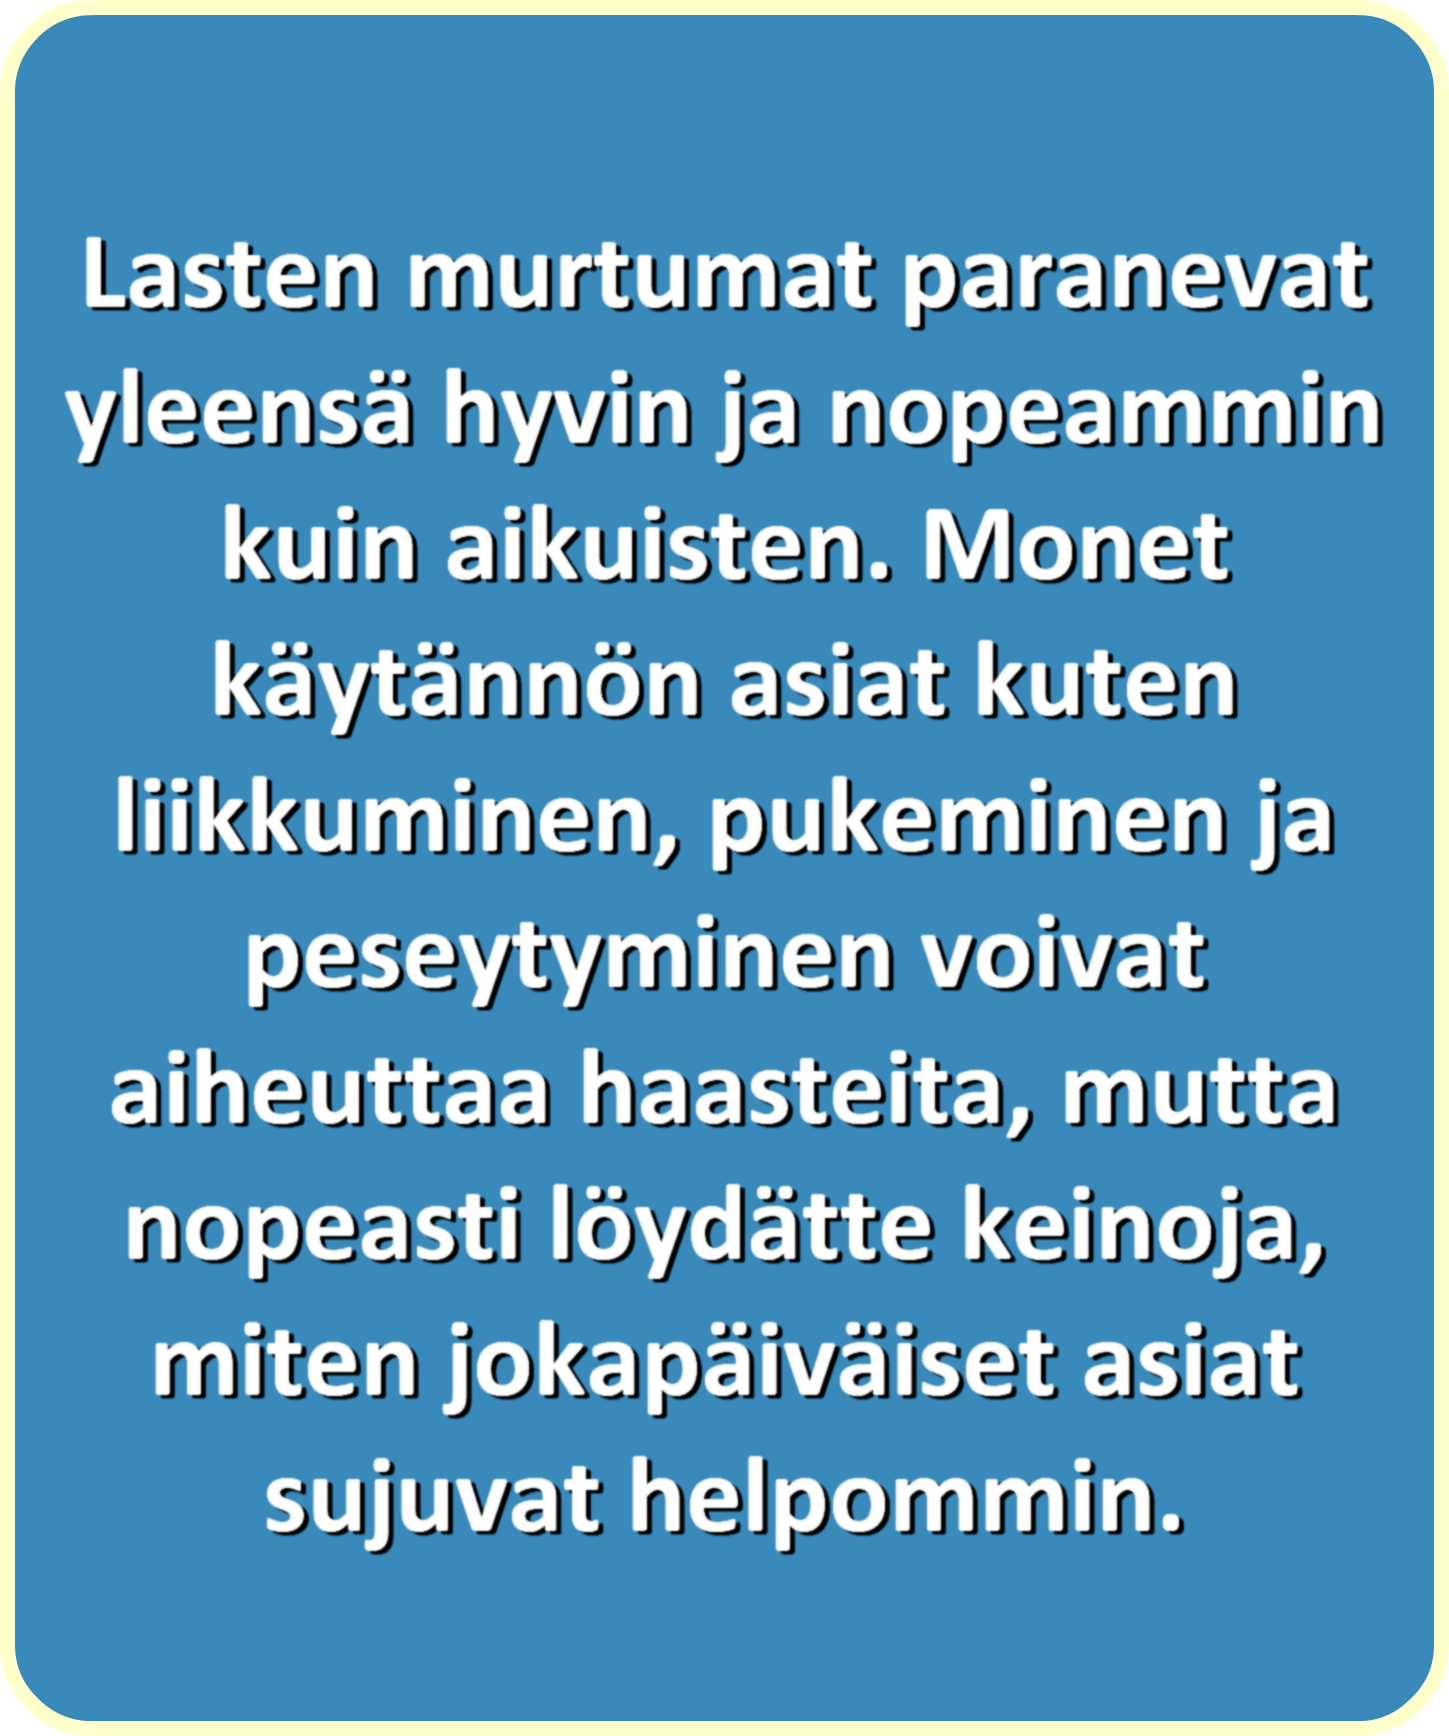 Lasten murtumat paranevat
yleensä hyvin ja nopeammin
kuin aikuisten. Monet
käytännön asiat kuten
liikkuminen, pukeminen ja
peseytyminen voivat
aiheuttaa haasteita, mutta
nopeasti löydätte keinoja,
miten jokapäiväiset asiat
sujuvat helpommin.